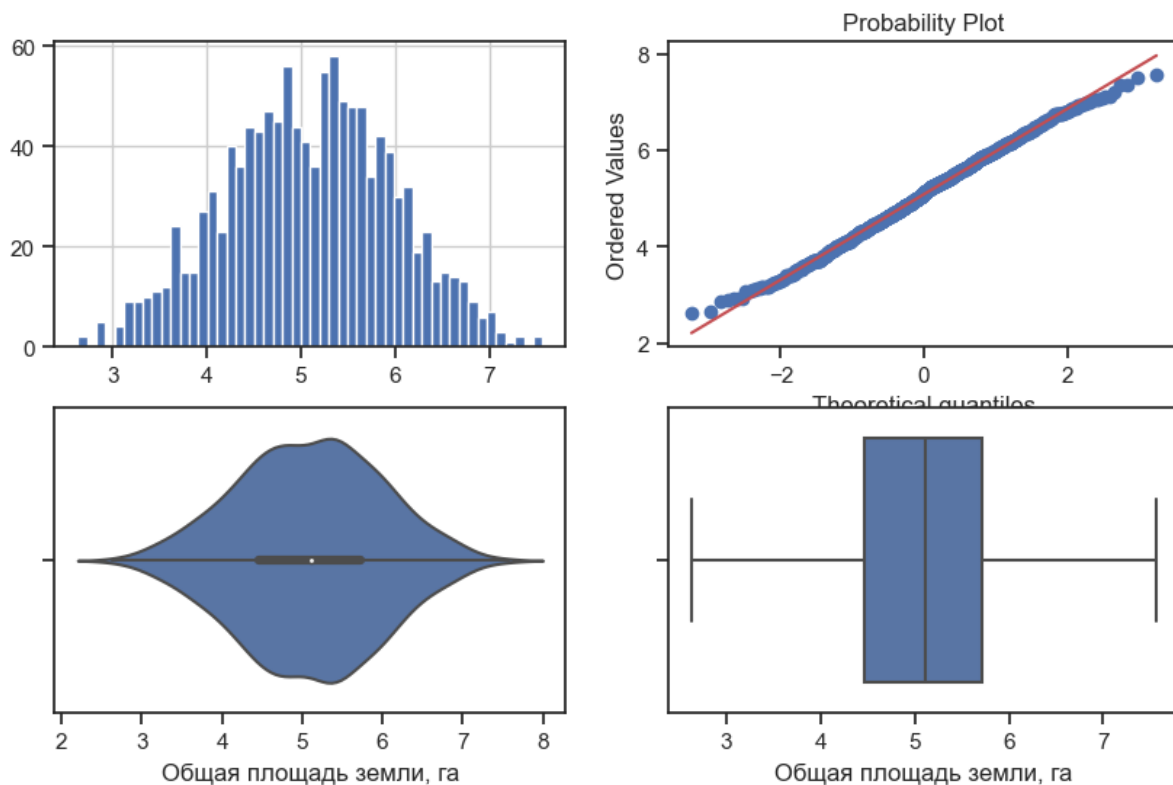 60
40
20
0
3 4 5 6 7
Probability Plot
8
6
4
2
Ordered Values
−2 0 2
Theoretical quantiles
2 3 4 5 6 7 8
Общая площадь земли, га
3 4 5 6 7
Общая площадь земли, га